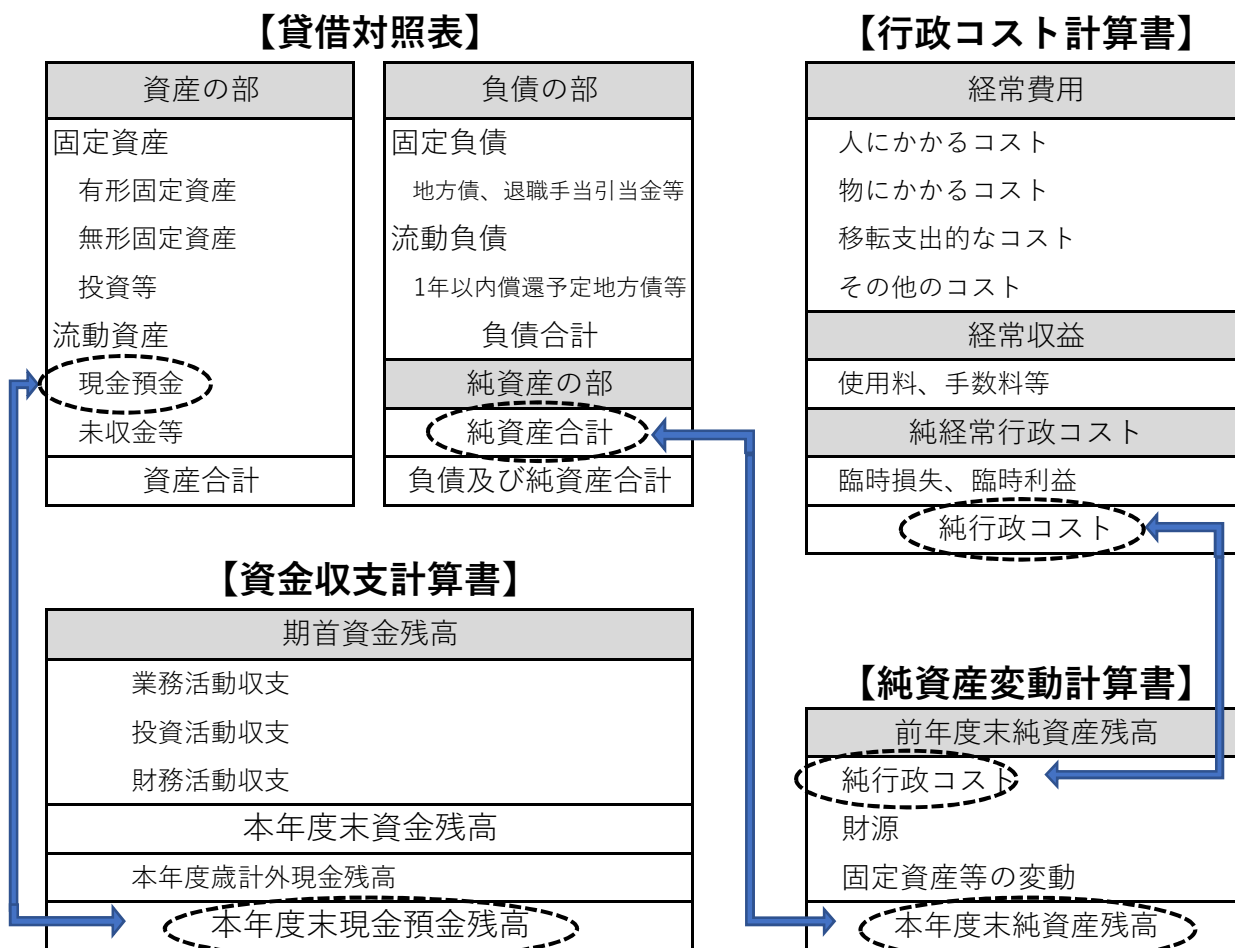 【貸借対照表】
資産の部
固定資産
有形固定資産
無形固定資産
投資等
流動資産
現金預金
未収金等
資産合計
負債の部
固定負債
地方債、退職手当引当金等
流動負債
1年以内償還予定地方債等
負債合計
純資産の部
純資産合計
負債及び純資産合計
【行政コスト計算書】
経常費用
人にかかるコスト
物にかかるコスト
移転支出的なコスト
その他のコスト
経常収益
使用料、手数料等
純経常行政コスト
臨時損失、臨時利益
純行政コスト
【資金収支計算書】
期首資金残高
業務活動収支
投資活動収支
財務活動収支
本年度末資金残高
本年度歳計外現金残高
本年度末現金預金残高
【純資産変動計算書】
前年度末純資産残高
純行政コスト
財源
固定資産等の変動
本年度末純資産残高